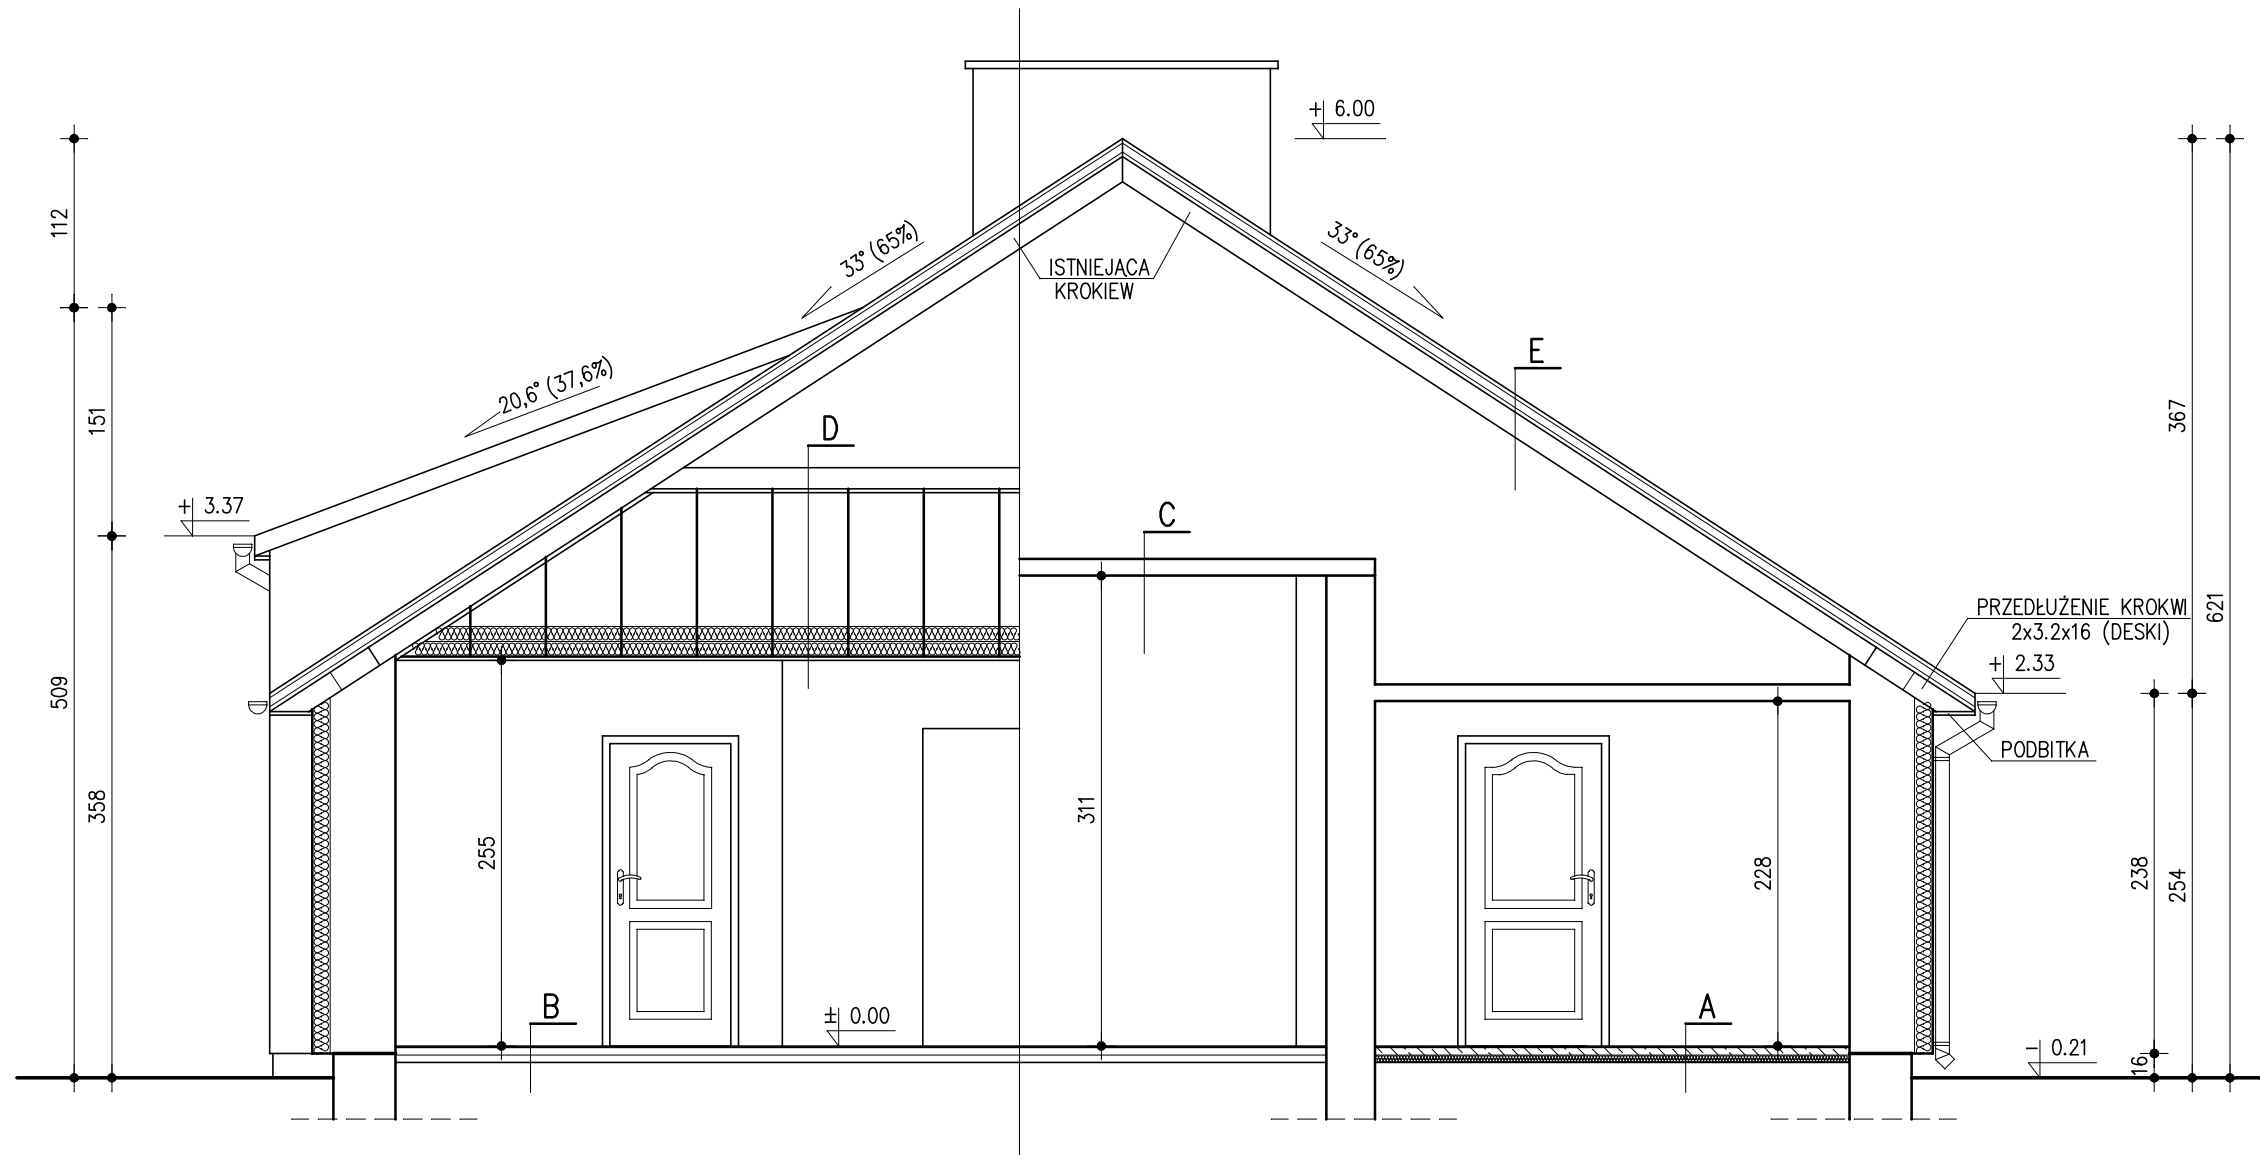 + 6.00
112
33° (65%)
33° (65%)
ISTNIEJĄCA
KROKIEW
20,6° (37,6%)
E
151
367
D
+ 3.37
C
PRZEDŁUŻENIE KROKWI
2x3.2x16 (DESKI)
621
+ 2.33
509
PODBITKA
358
255
311
228
238
254
B
± 0.00
A
- 0.21
16